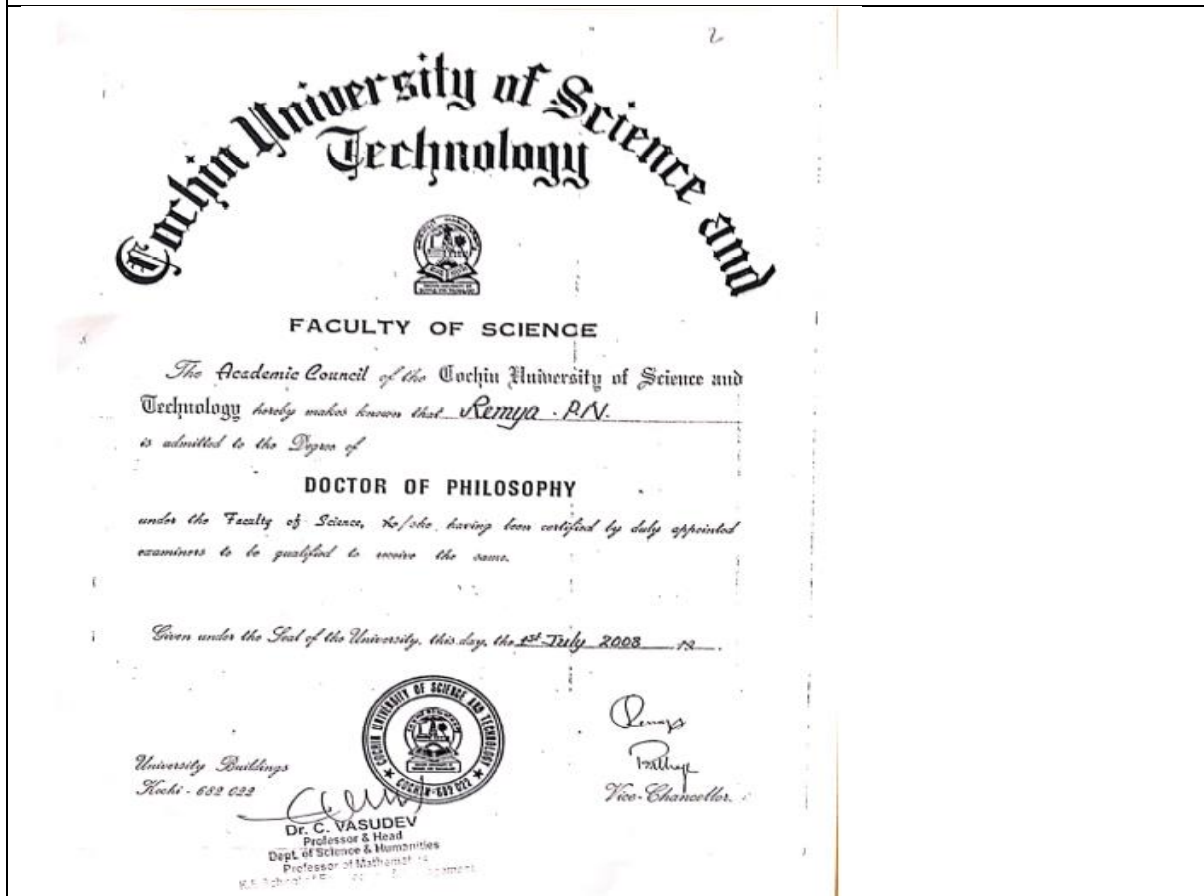 2
Cochin University of Science and
Technology
FACULTY OF SCIENCE
The Academic Council of the Cochin University of Science and
Technology hereby makes known that Remya . P.N.
is admitted to the Degree of
DOCTOR OF PHILOSOPHY
under the Faculty of Science, he/she, having been certified by duly appointed
examiners to be qualified to receive the same.
Given under the Seal of the University, this day, the 1st July 2008
COCHIN UNIVERSITY OF SCIENCE AND TECHNOLOGY
COCHIN-682 022
University Buildings
Kochi - 682 022
Vice-Chancellor.
Dr. C. VASUDEV
Professor & Head
Dept. of Science & Humanities
Professor of Mathematics